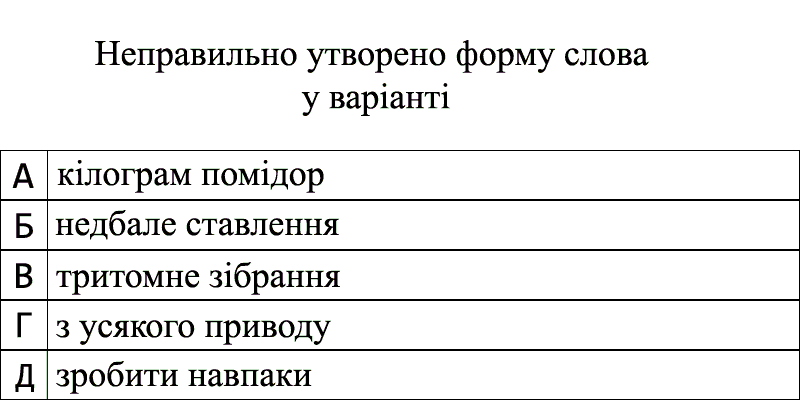 Неправильно утворено форму слова
у варіанті
А кілограм помідор
Б недбале ставлення
В тритомне зібрання
Г з усякого приводу
Д зробити навпаки